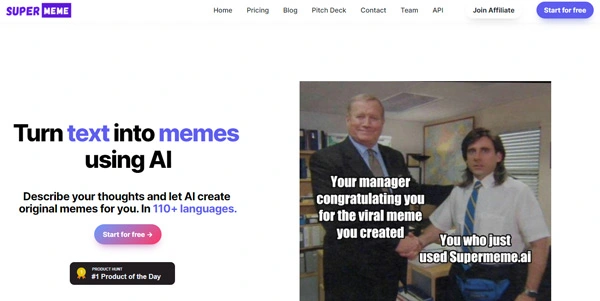 SUPER MEME
Home Pricing Blog Pitch Deck Contact Team API Join Affiliate Start for free
Turn text into memes
using AI
Describe your thoughts and let AI create
original memes for you. In 110+ languages.
Start for free →
PRODUCT HUNT
#1 Product of the Day
Your manager
congratulating you
for the viral meme
you created
You who just
used Supermeme.ai